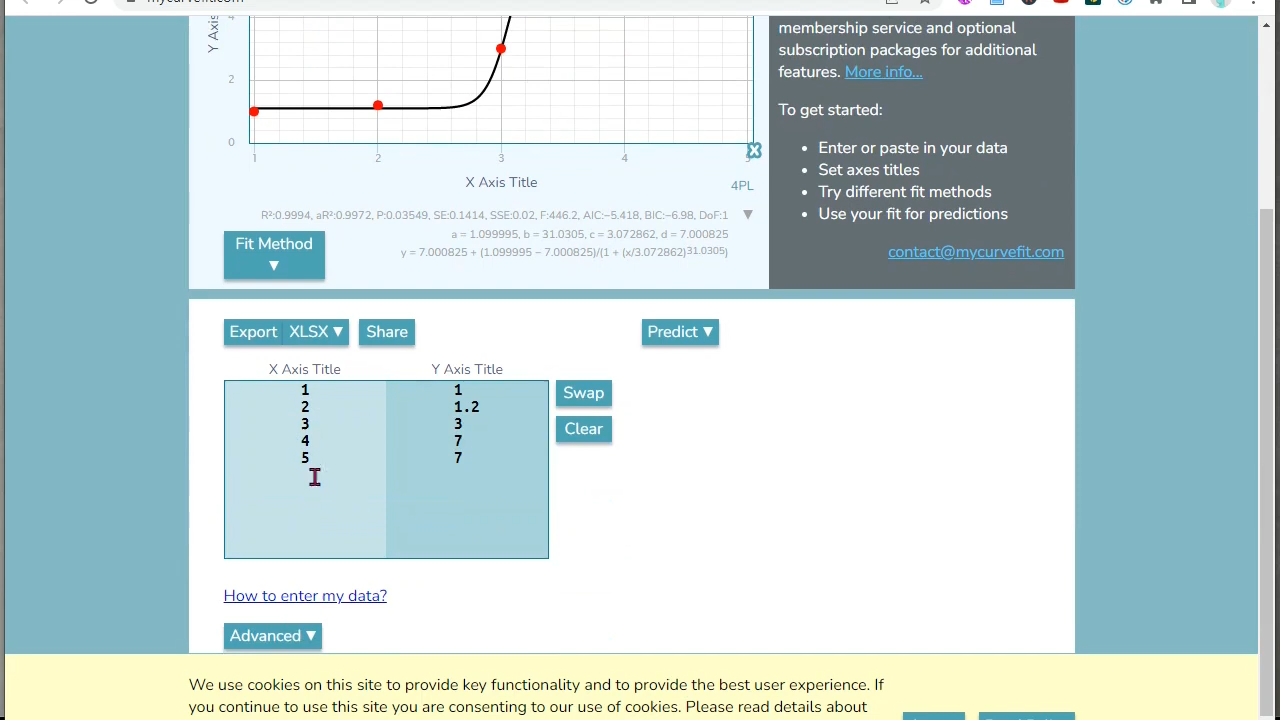 mycurvefit.com
4
Y Axis
2
0
1 2 3 4 5
X Axis Title
4PL
R²:0.9994, aR²:0.9972, P:0.03549, SE:0.1414, SSE:0.02, F:446.2, AIC:−5.418, BIC:−6.98, DoF:1
a = 1.099995, b = 31.0305, c = 3.072862, d = 7.000825
y = 7.000825 + (1.099995 − 7.000825)/(1 + (x/3.072862)^31.0305)
Fit Method
▼
membership service and optional
subscription packages for additional
features. More info...
To get started:
• Enter or paste in your data
• Set axes titles
• Try different fit methods
• Use your fit for predictions
contact@mycurvefit.com
Export XLSX ▼ Share Predict ▼
X Axis Title Y Axis Title
1 1
2 1.2
3 3
4 7
5 7
Swap
Clear
How to enter my data?
Advanced ▼
We use cookies on this site to provide key functionality and to provide the best user experience. If
you continue to use this site you are consenting to our use of cookies. Please read details about